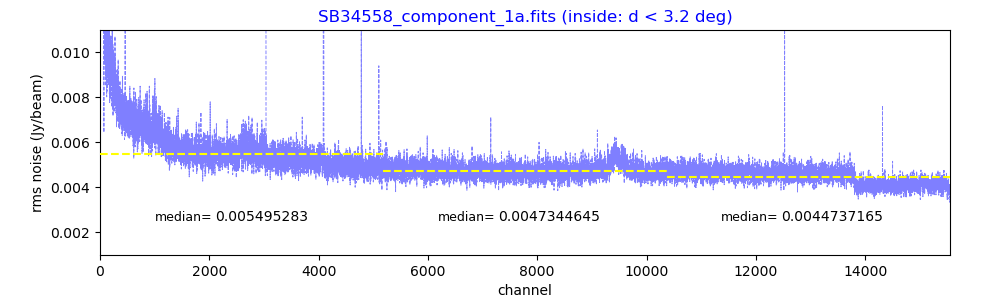 SB34558_component_1a.fits (inside: d < 3.2 deg)
rms noise (Jy/beam)
0.010
0.008
0.006
0.004
0.002
median= 0.005495283
median= 0.0047344645
median= 0.0044737165
0 2000 4000 6000 8000 10000 12000 14000
channel